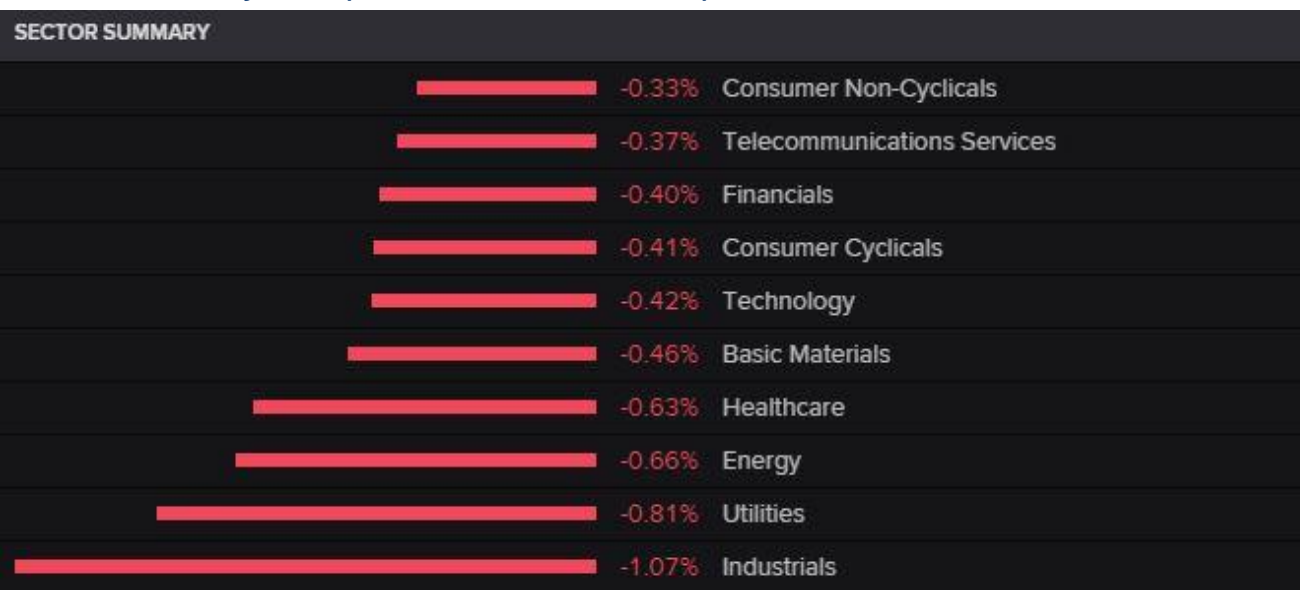 SECTOR SUMMARY
-0.33% Consumer Non-Cyclicals
-0.37% Telecommunications Services
-0.40% Financials
-0.41% Consumer Cyclicals
-0.42% Technology
-0.46% Basic Materials
-0.63% Healthcare
-0.66% Energy
-0.81% Utilities
-1.07% Industrials